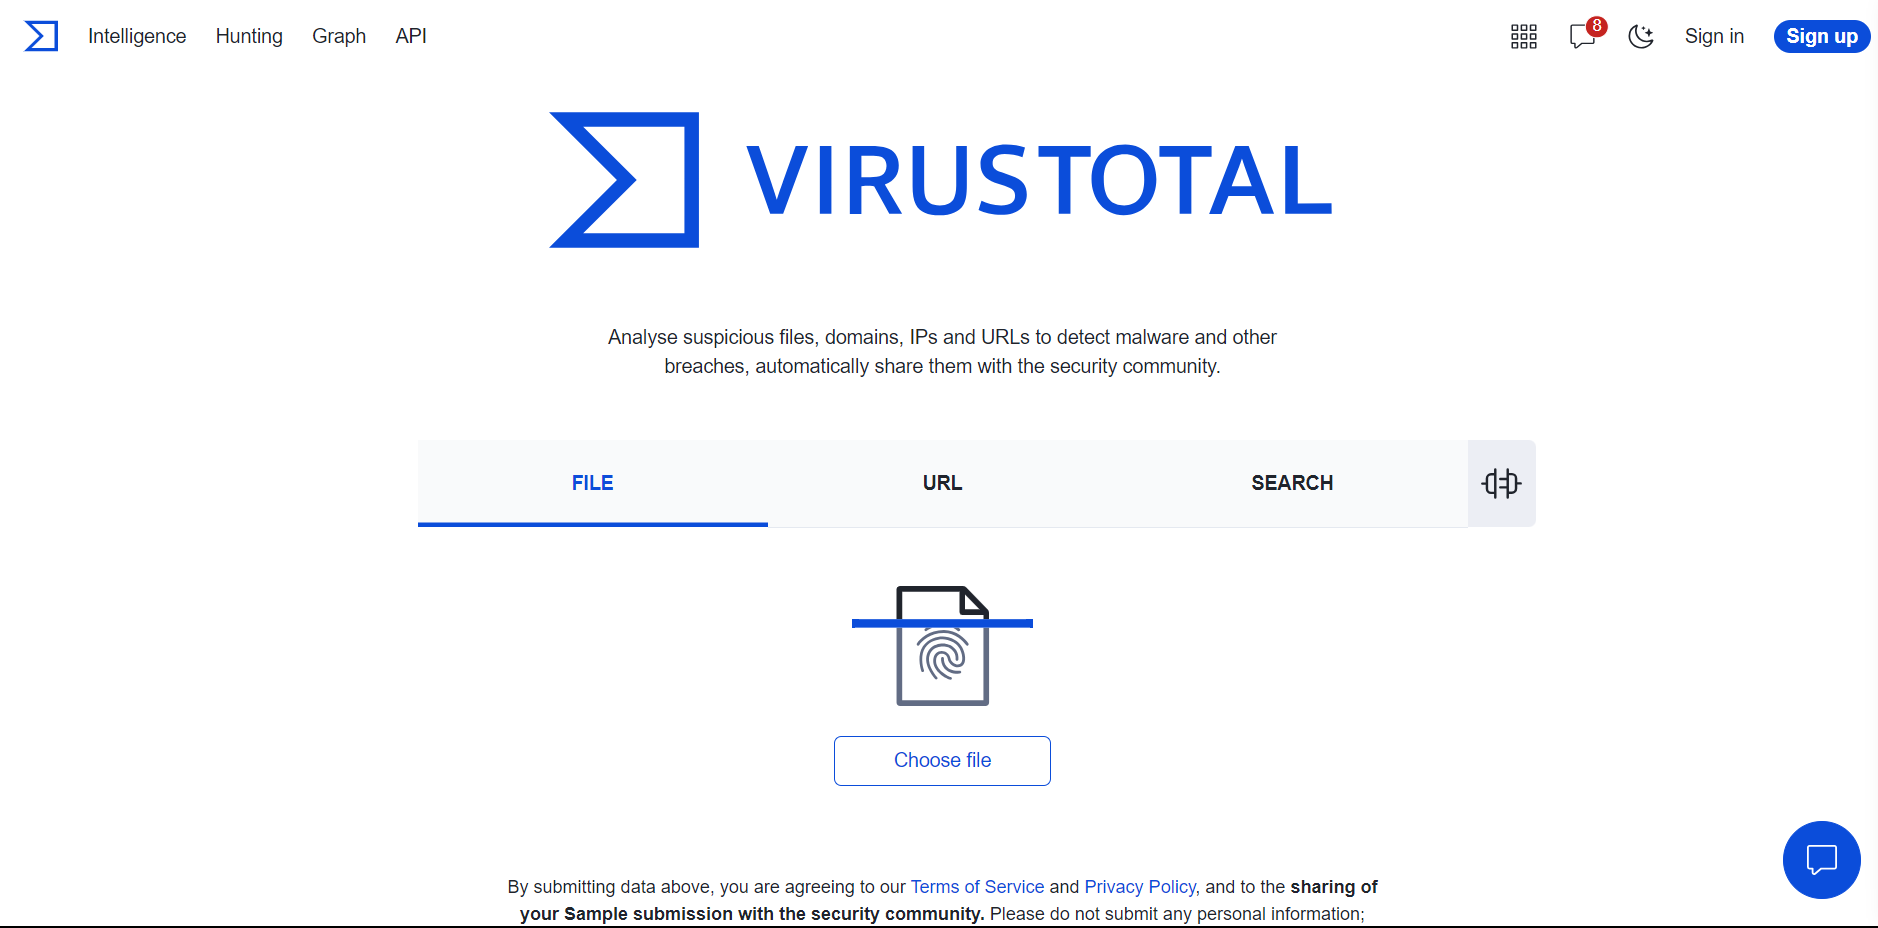 Intelligence Hunting Graph API 8 Sign in Sign up
VIRUSTOTAL
Analyse suspicious files, domains, IPs and URLs to detect malware and other
breaches, automatically share them with the security community.
FILE URL SEARCH
Choose file
By submitting data above, you are agreeing to our Terms of Service and Privacy Policy, and to the sharing of
your Sample submission with the security community. Please do not submit any personal information;